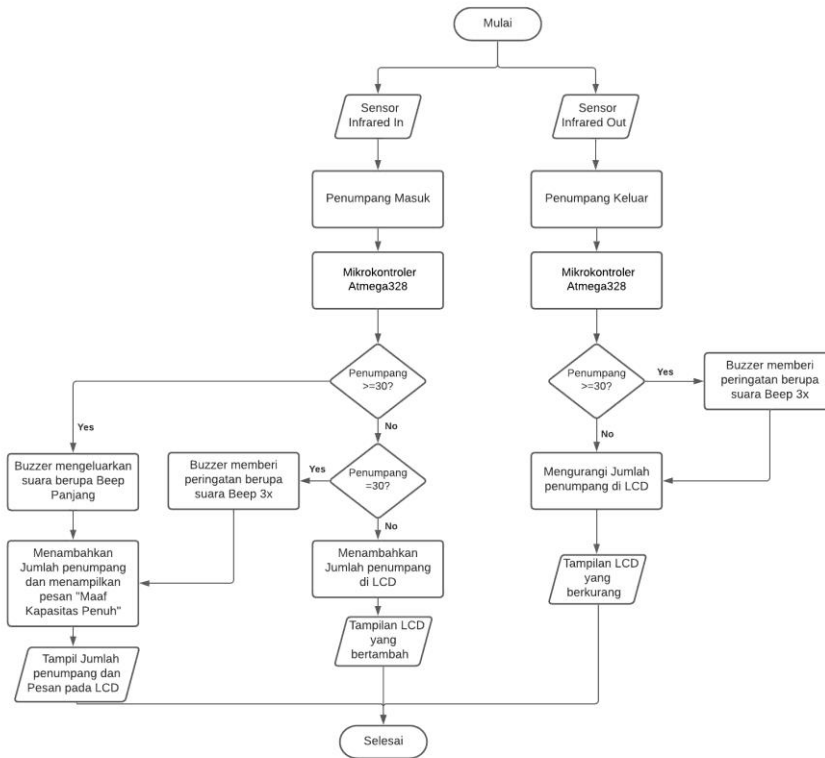 Mulai
Sensor
Infrared In
Sensor
Infrared Out
Penumpang Masuk
Penumpang Keluar
Mikrokontroler
Atmega328
Mikrokontroler
Atmega328
Penumpang
>=30?
Penumpang
>=30?
Yes
Buzzer memberi
peringatan berupa
suara Beep 3x
Yes
No
No
Buzzer mengeluarkan
suara berupa Beep
Panjang
Buzzer memberi
peringatan berupa
suara Beep 3x
Yes
Penumpang
=30?
Mengurangi Jumlah
penumpang di LCD
No
Menambahkan
Jumlah penumpang
dan menampilkan
pesan "Maaf
Kapasitas Penuh"
Menambahkan
Jumlah penumpang
di LCD
Tampilan LCD
yang
berkurang
Tampil Jumlah
penumpang dan
Pesan pada LCD
Tampilan LCD
yang
bertambah
Selesai